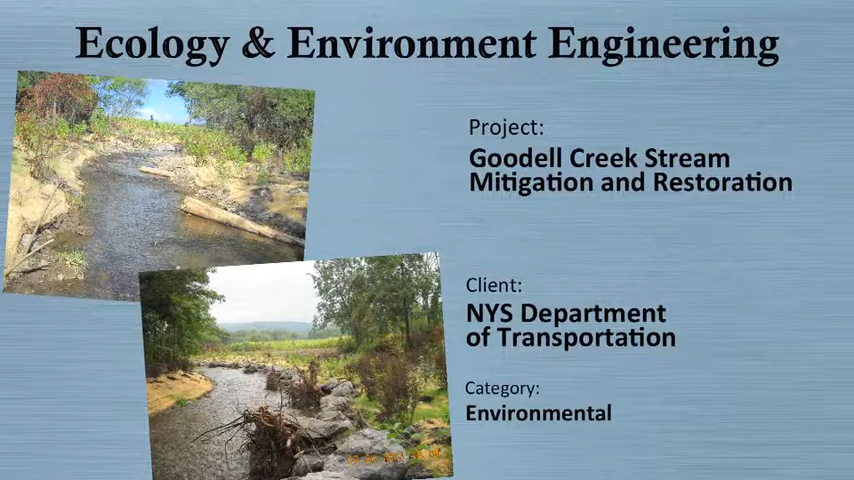 Ecology & Environment Engineering
Project:
Goodell Creek Stream
Mitigation and Restoration
Client:
NYS Department
of Transportation
Category:
Environmental